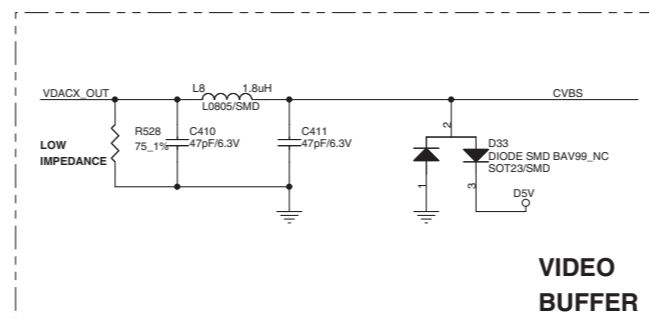 VDACX_OUT
L8 1.8uH
L0805/SMD
CVBS
LOW
IMPEDANCE
R528
75_1%
C410
47pF/6.3V
C411
47pF/6.3V
2
D33
DIODE SMD BAV99_NC
SOT23/SMD
1
3
D5V
VIDEO
BUFFER